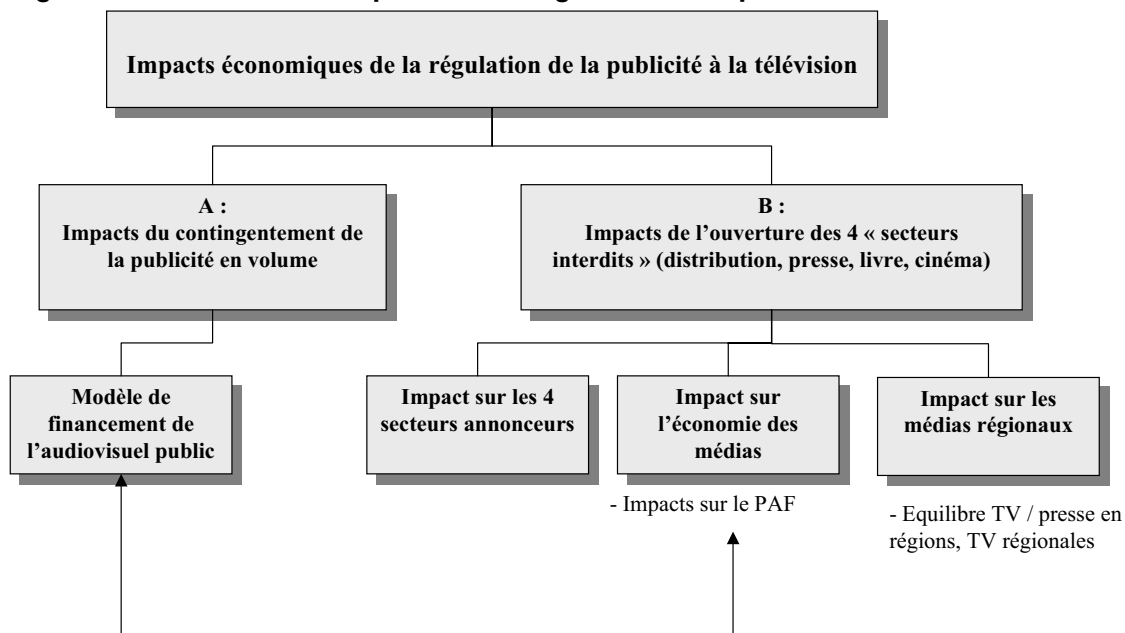 Impacts économiques de la régulation de la publicité à la télévision
A :
Impacts du contingentement de
la publicité en volume
B :
Impacts de l’ouverture des 4 « secteurs
interdits » (distribution, presse, livre, cinéma)
Modèle de
financement de
l’audiovisuel public
Impact sur les 4
secteurs annonceurs
Impact sur
l’économie des
médias
Impact sur les
médias régionaux
- Impacts sur le PAF
- Equilibre TV / presse en
régions, TV régionales